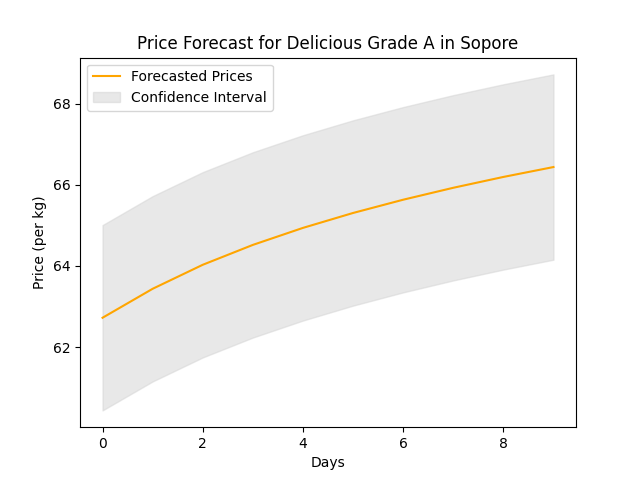 Price Forecast for Delicious Grade A in Sopore
Forecasted Prices
Confidence Interval
68
66
64
62
Price (per kg)
0 2 4 6 8
Days